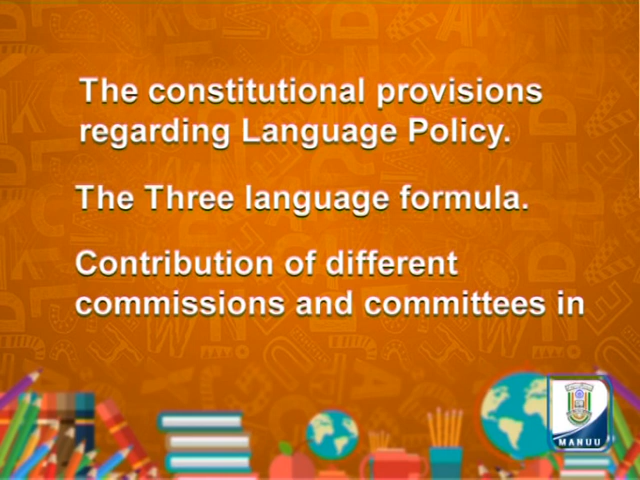 The constitutional provisions
regarding Language Policy.
The Three language formula.
Contribution of different
commissions and committees in
MANUU